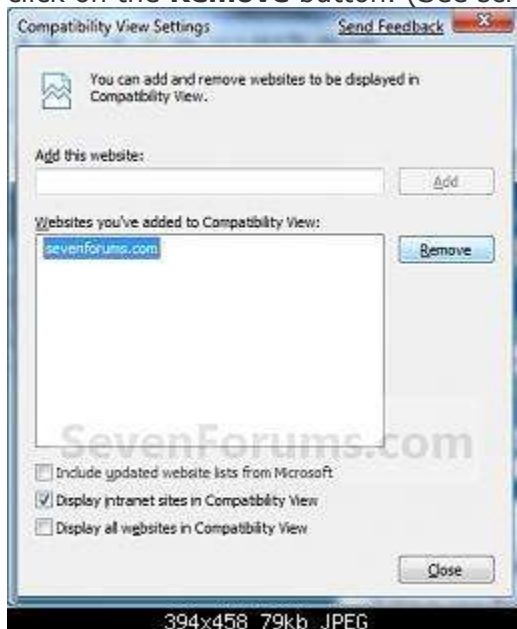 click on the Remove button (See scr
Compatibility View Settings
Send Feedback
You can add and remove websites to be displayed in
Compatibility View.
Add this website:
Add
Websites you've added to Compatibility View:
sevenforums.com
Remove
SevenForums.com
Include updated website lists from Microsoft
Display intranet sites in Compatibility View
Display all websites in Compatibility View
Close
394x458 79kb JPEG